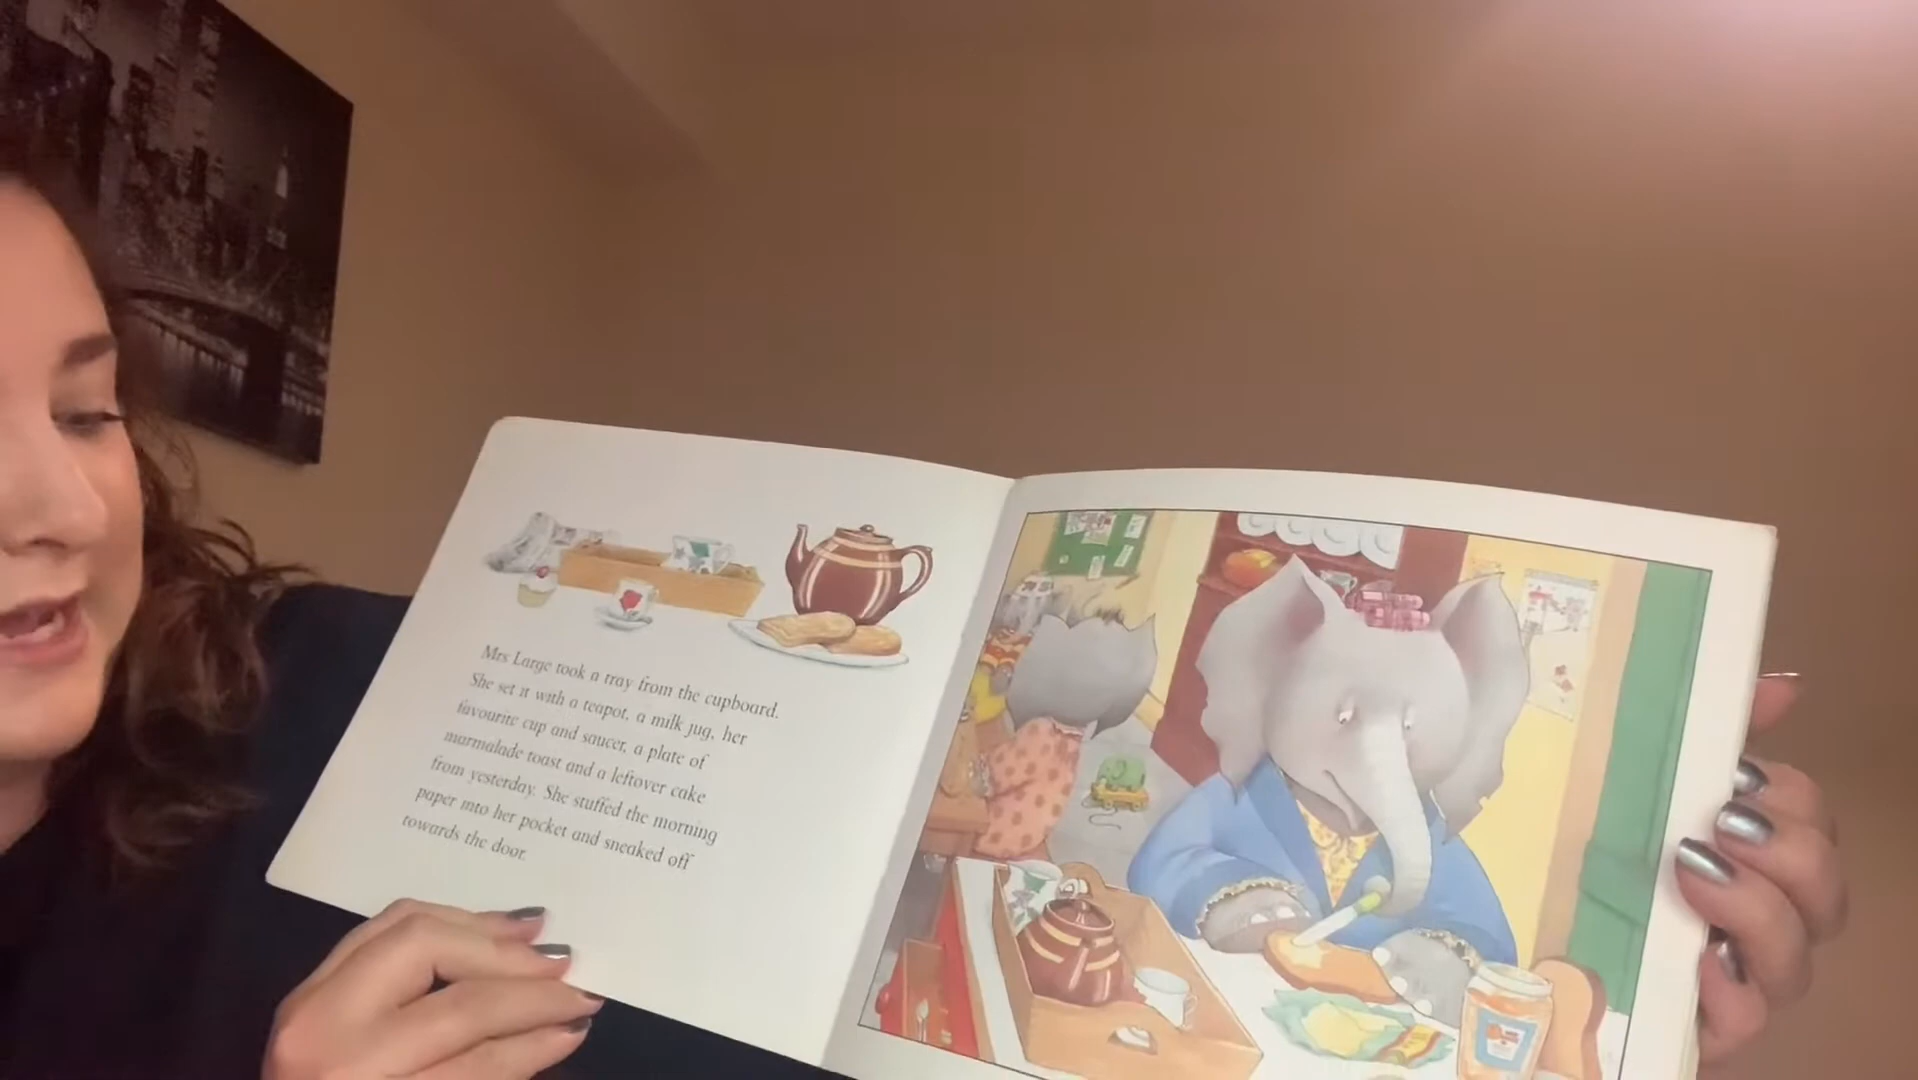 Mrs Large took a tray from the cupboard.
She set it with a teapot, a milk jug, her
favourite cup and saucer, a plate of
marmalade toast and a leftover cake
from yesterday. She stuffed the morning
paper into her pocket and sneaked off
towards the door.